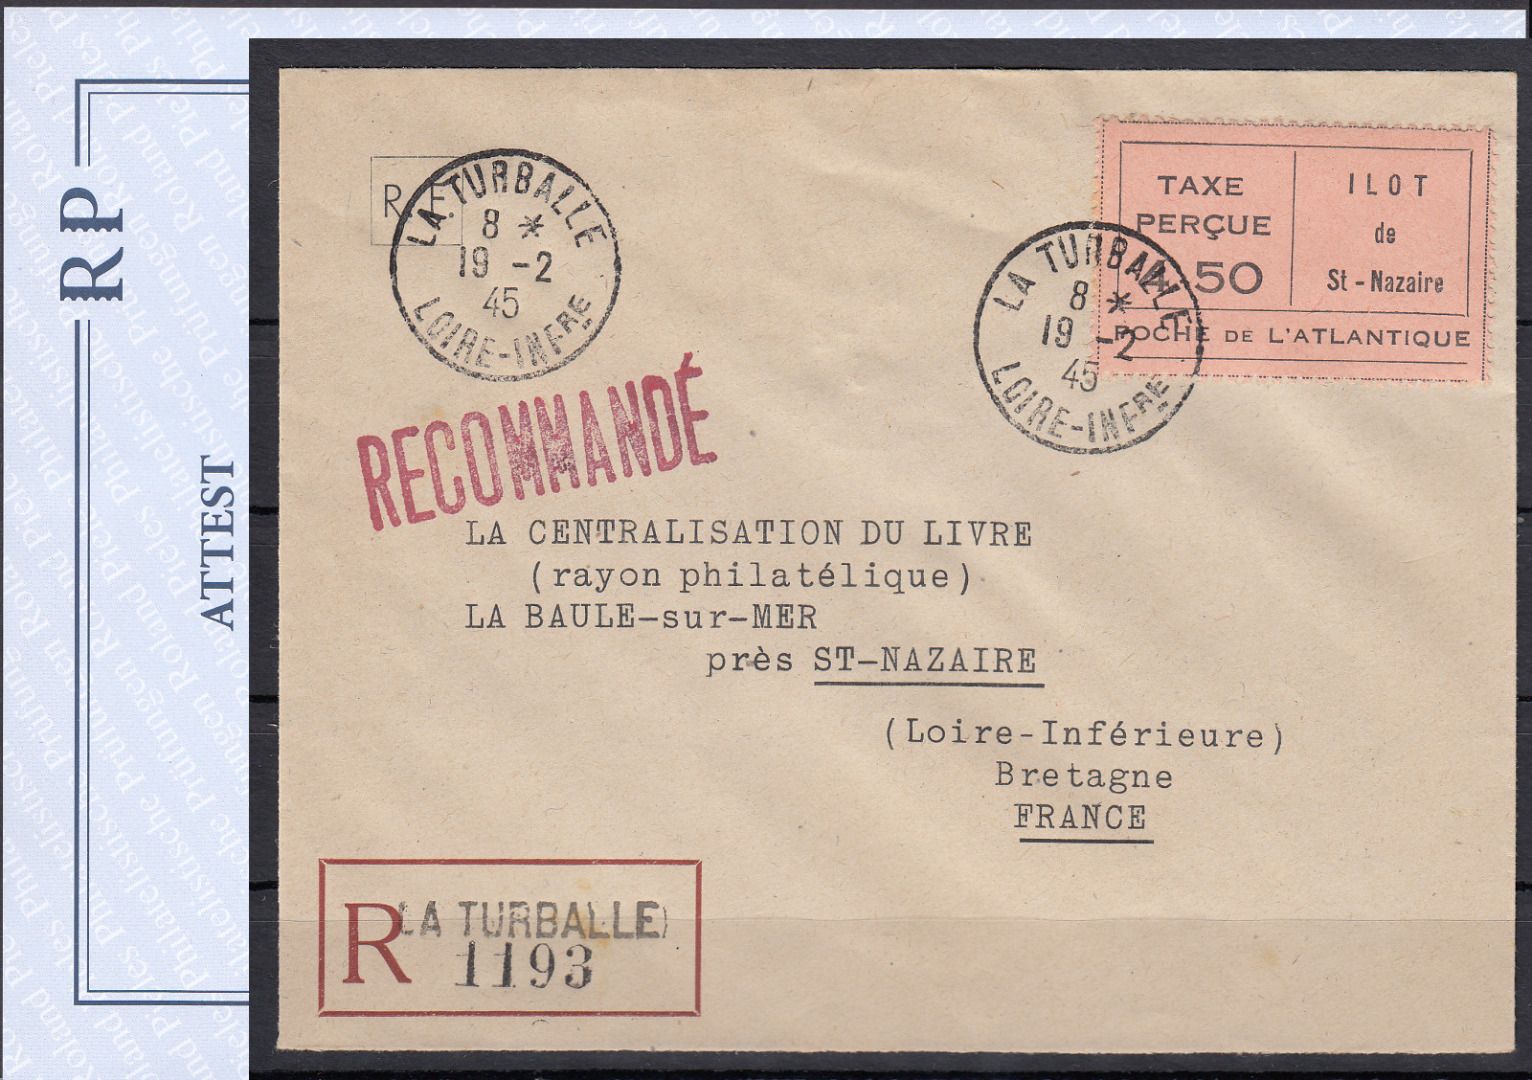 RP
ATTEST
R.F.
LA TURBALLE
8 *
19 -2
45
LOIRE-INFRE
TAXE
PERÇUE
4.50
ILOT
de
St - Nazaire
POCHE DE L'ATLANTIQUE
LA TURBALLE
8 *
19 -2
45
LOIRE-INFRE
RECOMMANDÉ
LA CENTRALISATION DU LIVRE
(rayon philatélique)
LA BAULE-sur-MER
près ST-NAZAIRE
(Loire-Inférieure)
Bretagne
FRANCE
R (LA TURBALLE)
1193